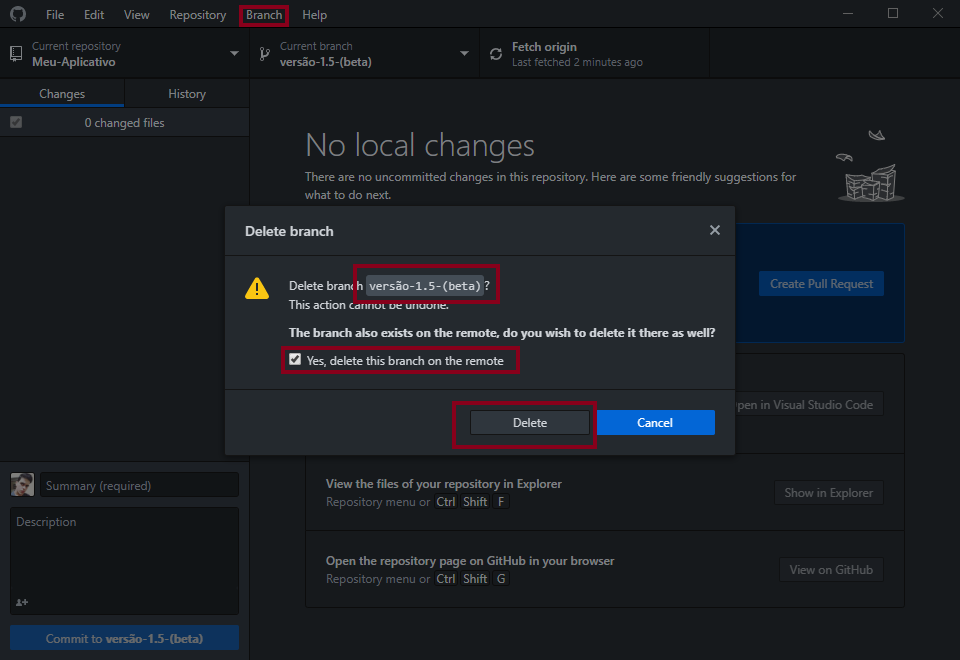 File Edit View Repository Branch Help
Current repository
Meu-Aplicativo
Current branch
versão-1.5-(beta)
Fetch origin
Last fetched 2 minutes ago
Changes History
0 changed files
No local changes
There are no uncommitted changes in this repository. Here are some friendly suggestions for
what to do next.
Delete branch
Delete branch versão-1.5-(beta) ?
This action cannot be undone.
The branch also exists on the remote, do you wish to delete it there as well?
Yes, delete this branch on the remote
Delete Cancel
Create Pull Request
pen in Visual Studio Code
View the files of your repository in Explorer
Repository menu or Ctrl Shift F
Show in Explorer
Open the repository page on GitHub in your browser
Repository menu or Ctrl Shift G
View on GitHub
Summary (required)
Description
Commit to versão-1.5-(beta)